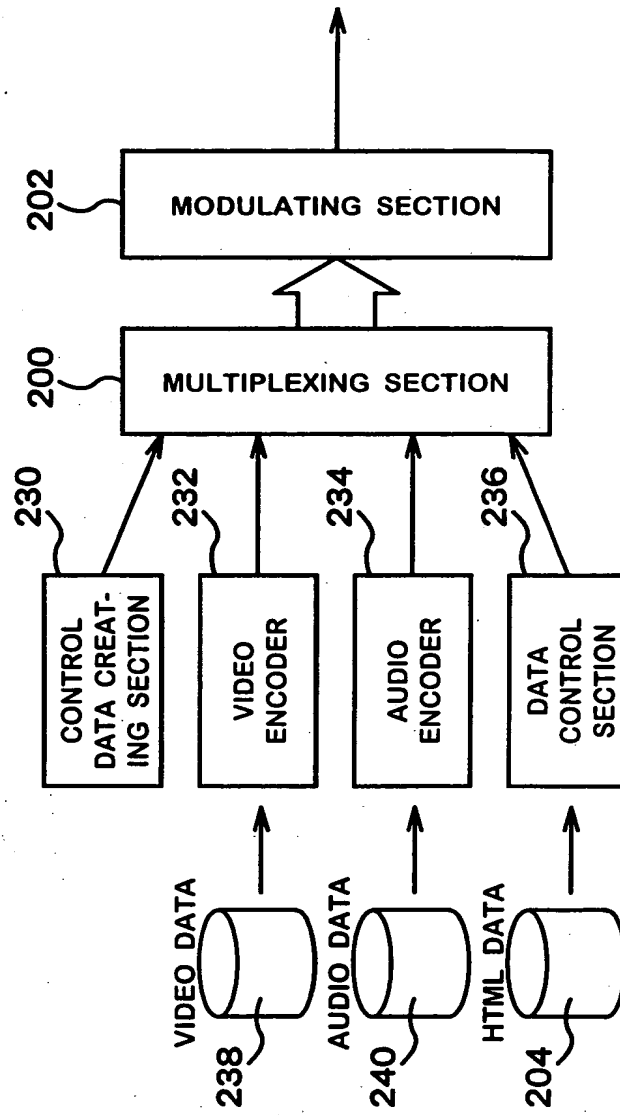 202
MODULATING SECTION
200
MULTIPLEXING SECTION
230
CONTROL
DATA CREAT-
ING SECTION
232
VIDEO
ENCODER
234
AUDIO
ENCODER
236
DATA
CONTROL
SECTION
VIDEO DATA
238
AUDIO DATA
240
HTML DATA
204